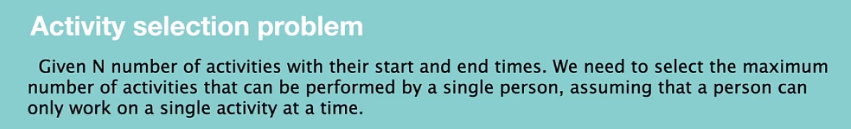 Activity selection problem
Given N number of activities with their start and end times. We need to select the maximum
number of activities that can be performed by a single person, assuming that a person can
only work on a single activity at a time.